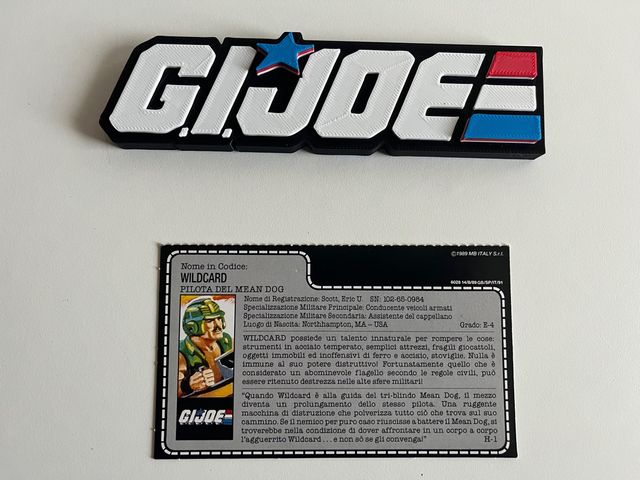 G.I.JOE
©1989 MB ITALY S.r.l.
Nome in Codice:
WILDCARD
PILOTA DEL MEAN DOG
Nome di Registrazione: Scott, Eric U. SN: 102-65-0984
Specializzazione Militare Principale: Conducente veicoli armati
Specializzazione Militare Secondaria: Assistente del cappellano
Luogo di Nascita: Northhampton, MA – USA Grado: E-4
WILDCARD possiede un talento innaturale per rompere le cose:
strumenti in acciaio temperato, semplici attrezzi, fragili giocattoli,
oggetti immobili ed inoffensivi di ferro e acciaio, stoviglie. Nulla è
immune al suo potere distruttivo! Fortunatamente quello che è
considerato un abominevole flagello secondo le regole civili, può
essere ritenuto destrezza nelle alte sfere militari!
"Quando Wildcard è alla guida del tri-blindo Mean Dog, il mezzo
diventa un prolungamento dello stesso pilota. Una ruggente
macchina di distruzione che polverizza tutto ciò che trova sul suo
cammino. Se il nemico per puro caso riuscisse a battere il Mean Dog, si
troverebbe nella condizione di dover affrontare in un corpo a corpo
l'agguerrito Wildcard ... e non sò se gli convenga!" H-1
GIJOE